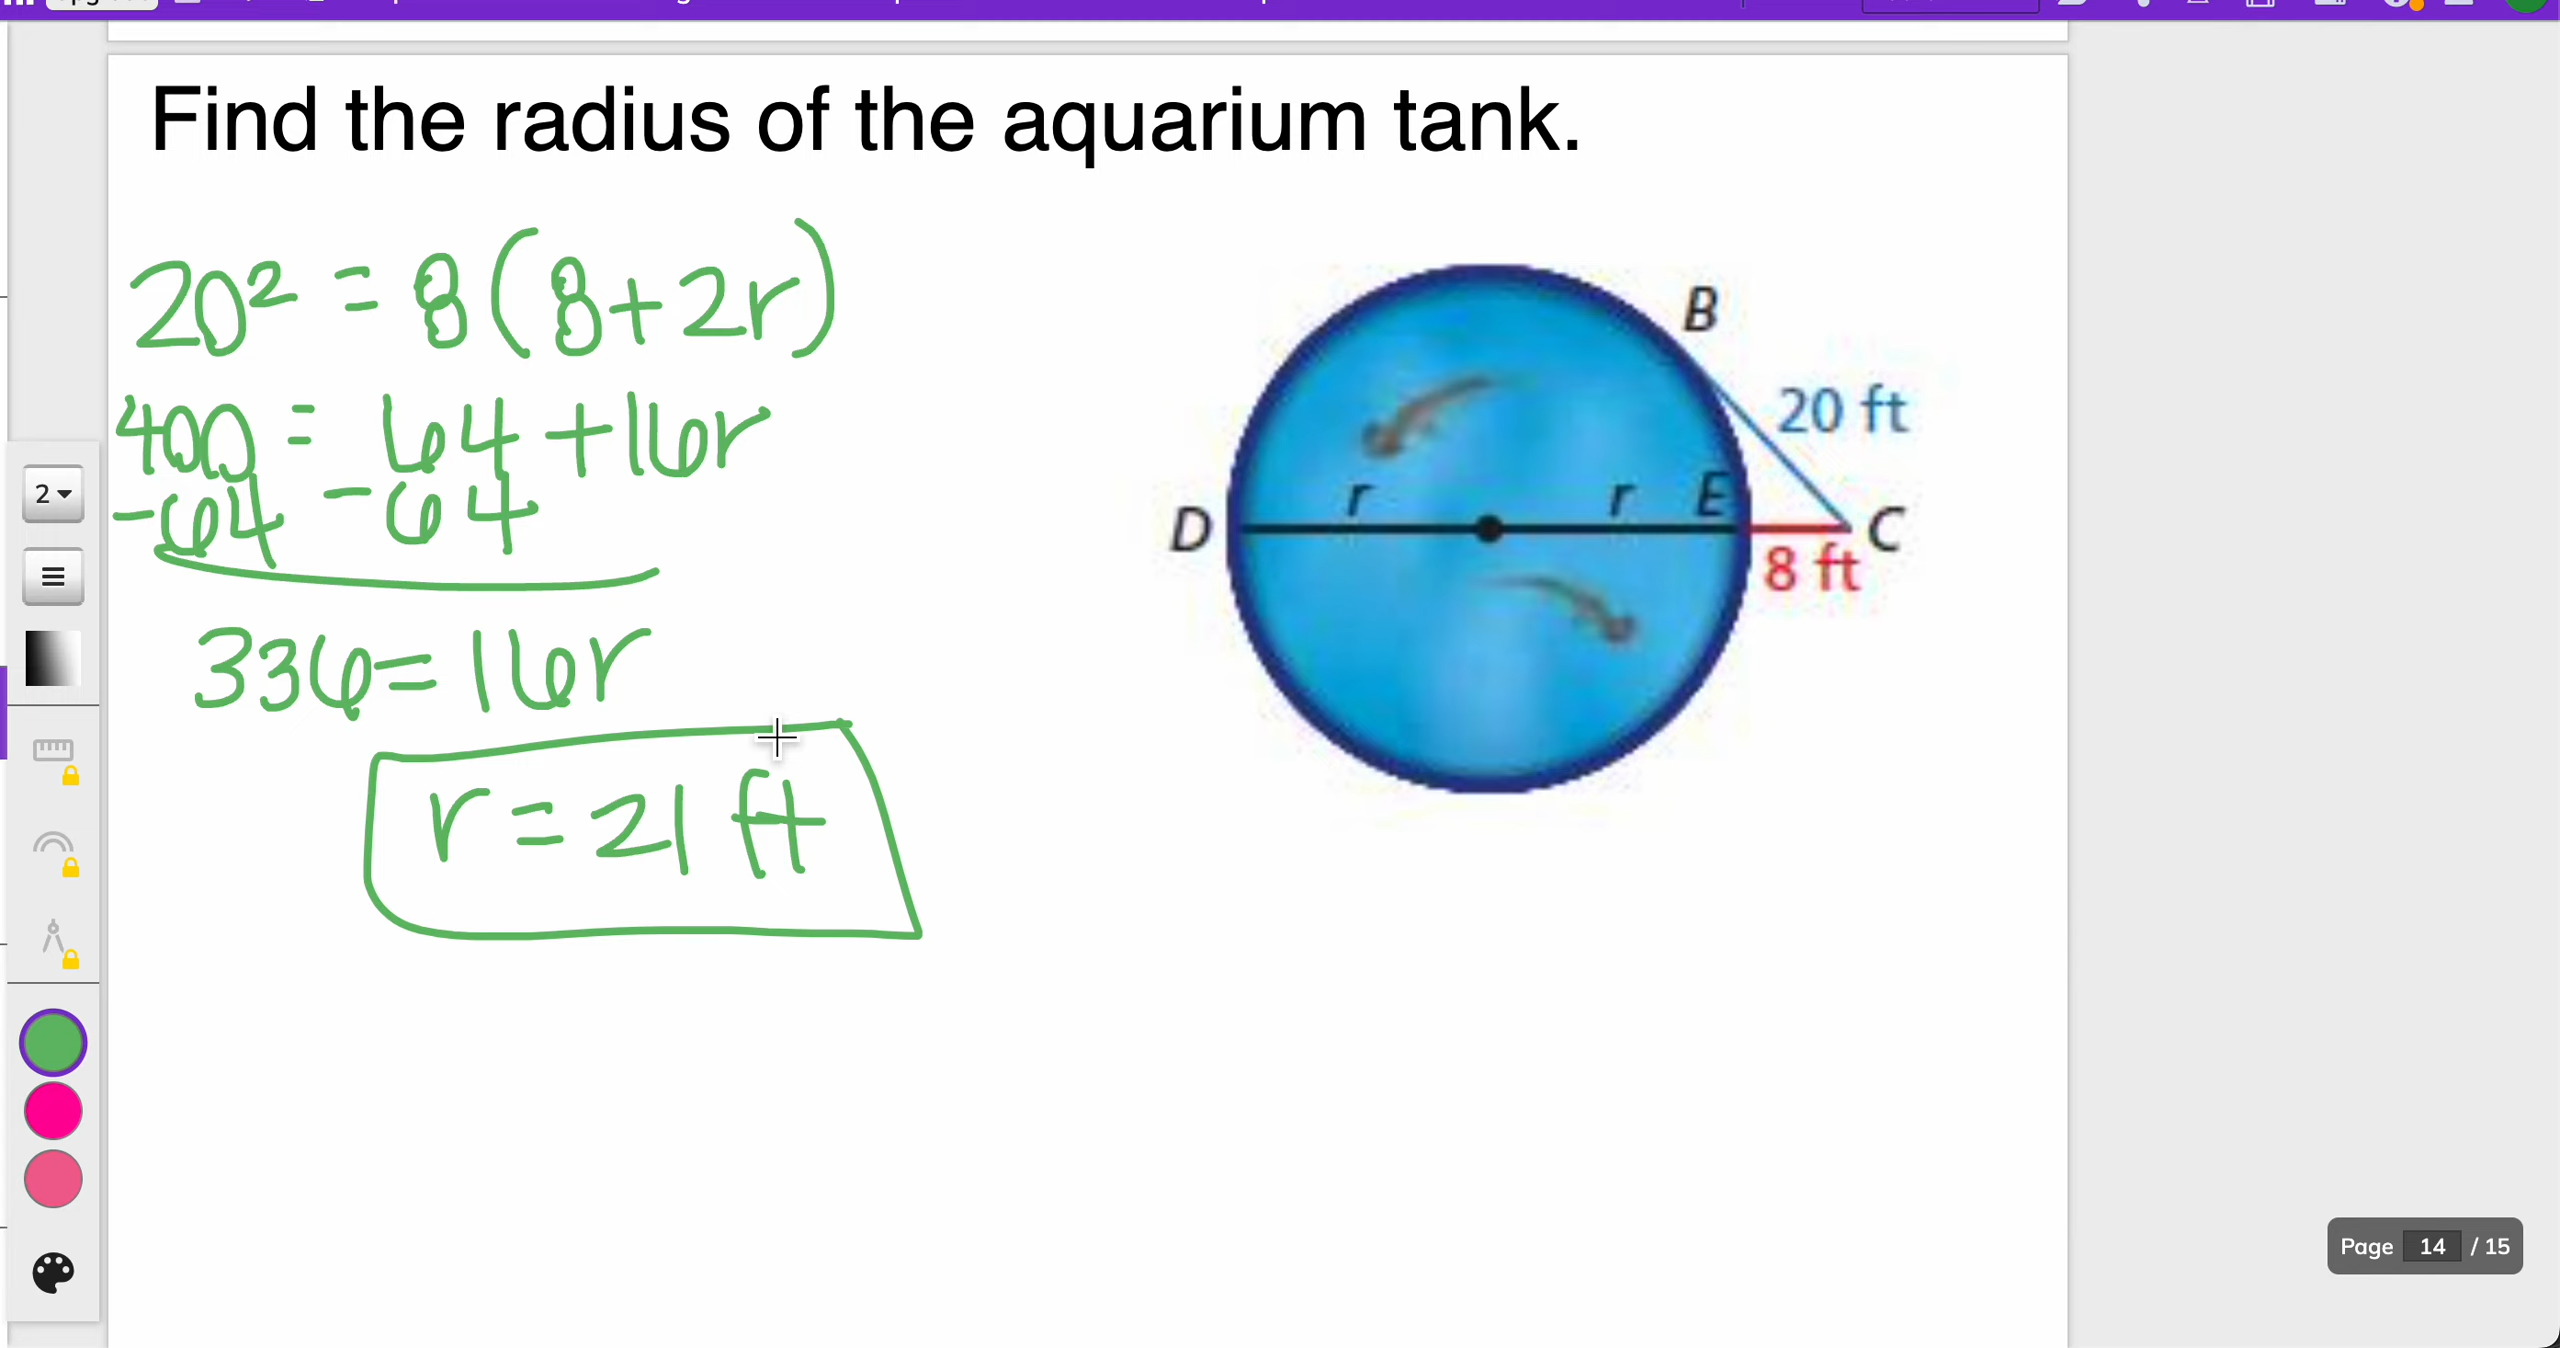 Find the radius of the aquarium tank.
20² = 8(8+2r)
400 = 64 + 16r
-64 -64
336 = 16r
r = 21 ft
B
20 ft
r r E
D C
8 ft
2
Page 14 / 15